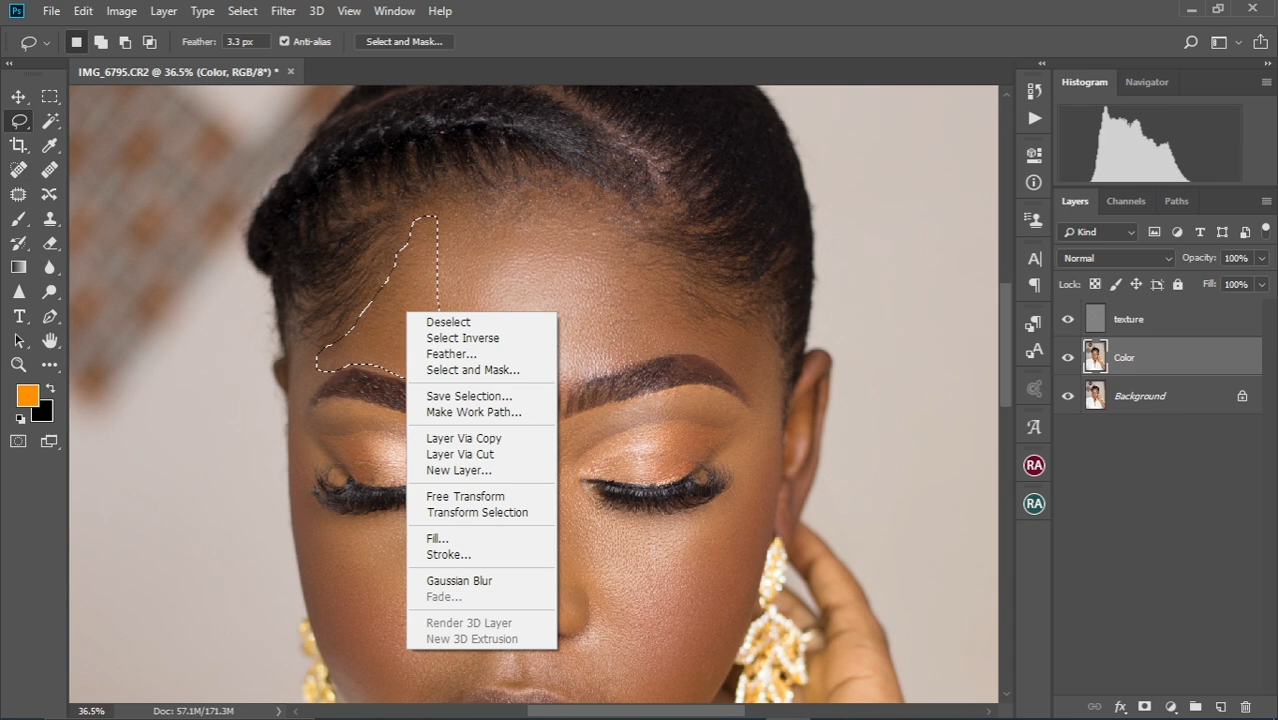 Ps File Edit Image Layer Type Select Filter 3D View Window Help
Feather: 3.3 px Anti-alias Select and Mask...
IMG_6795.CR2 @ 36.5% (Color, RGB/8*) *
Histogram Navigator
Layers Channels Paths
Kind
Normal Opacity: 100%
Lock: Fill: 100%
texture
Color
Background
Deselect
Select Inverse
Feather...
Select and Mask...
Save Selection...
Make Work Path...
Layer Via Copy
Layer Via Cut
New Layer...
Free Transform
Transform Selection
Fill...
Stroke...
Gaussian Blur
Fade...
Render 3D Layer
New 3D Extrusion
RA
RA
36.5% Doc: 57.1M/171.3M